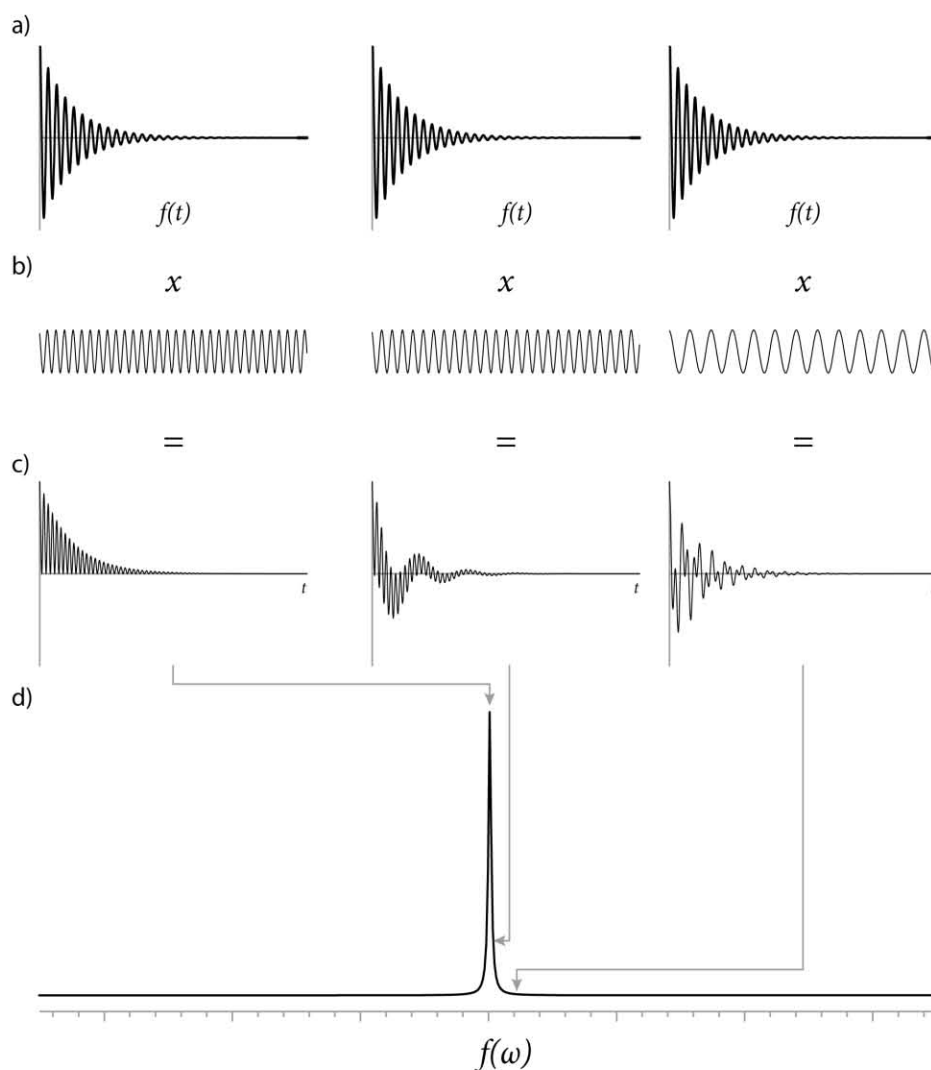 a)
f(t) f(t) f(t)
b)
x x x
= = =
c)
t t
d)
f(ω)